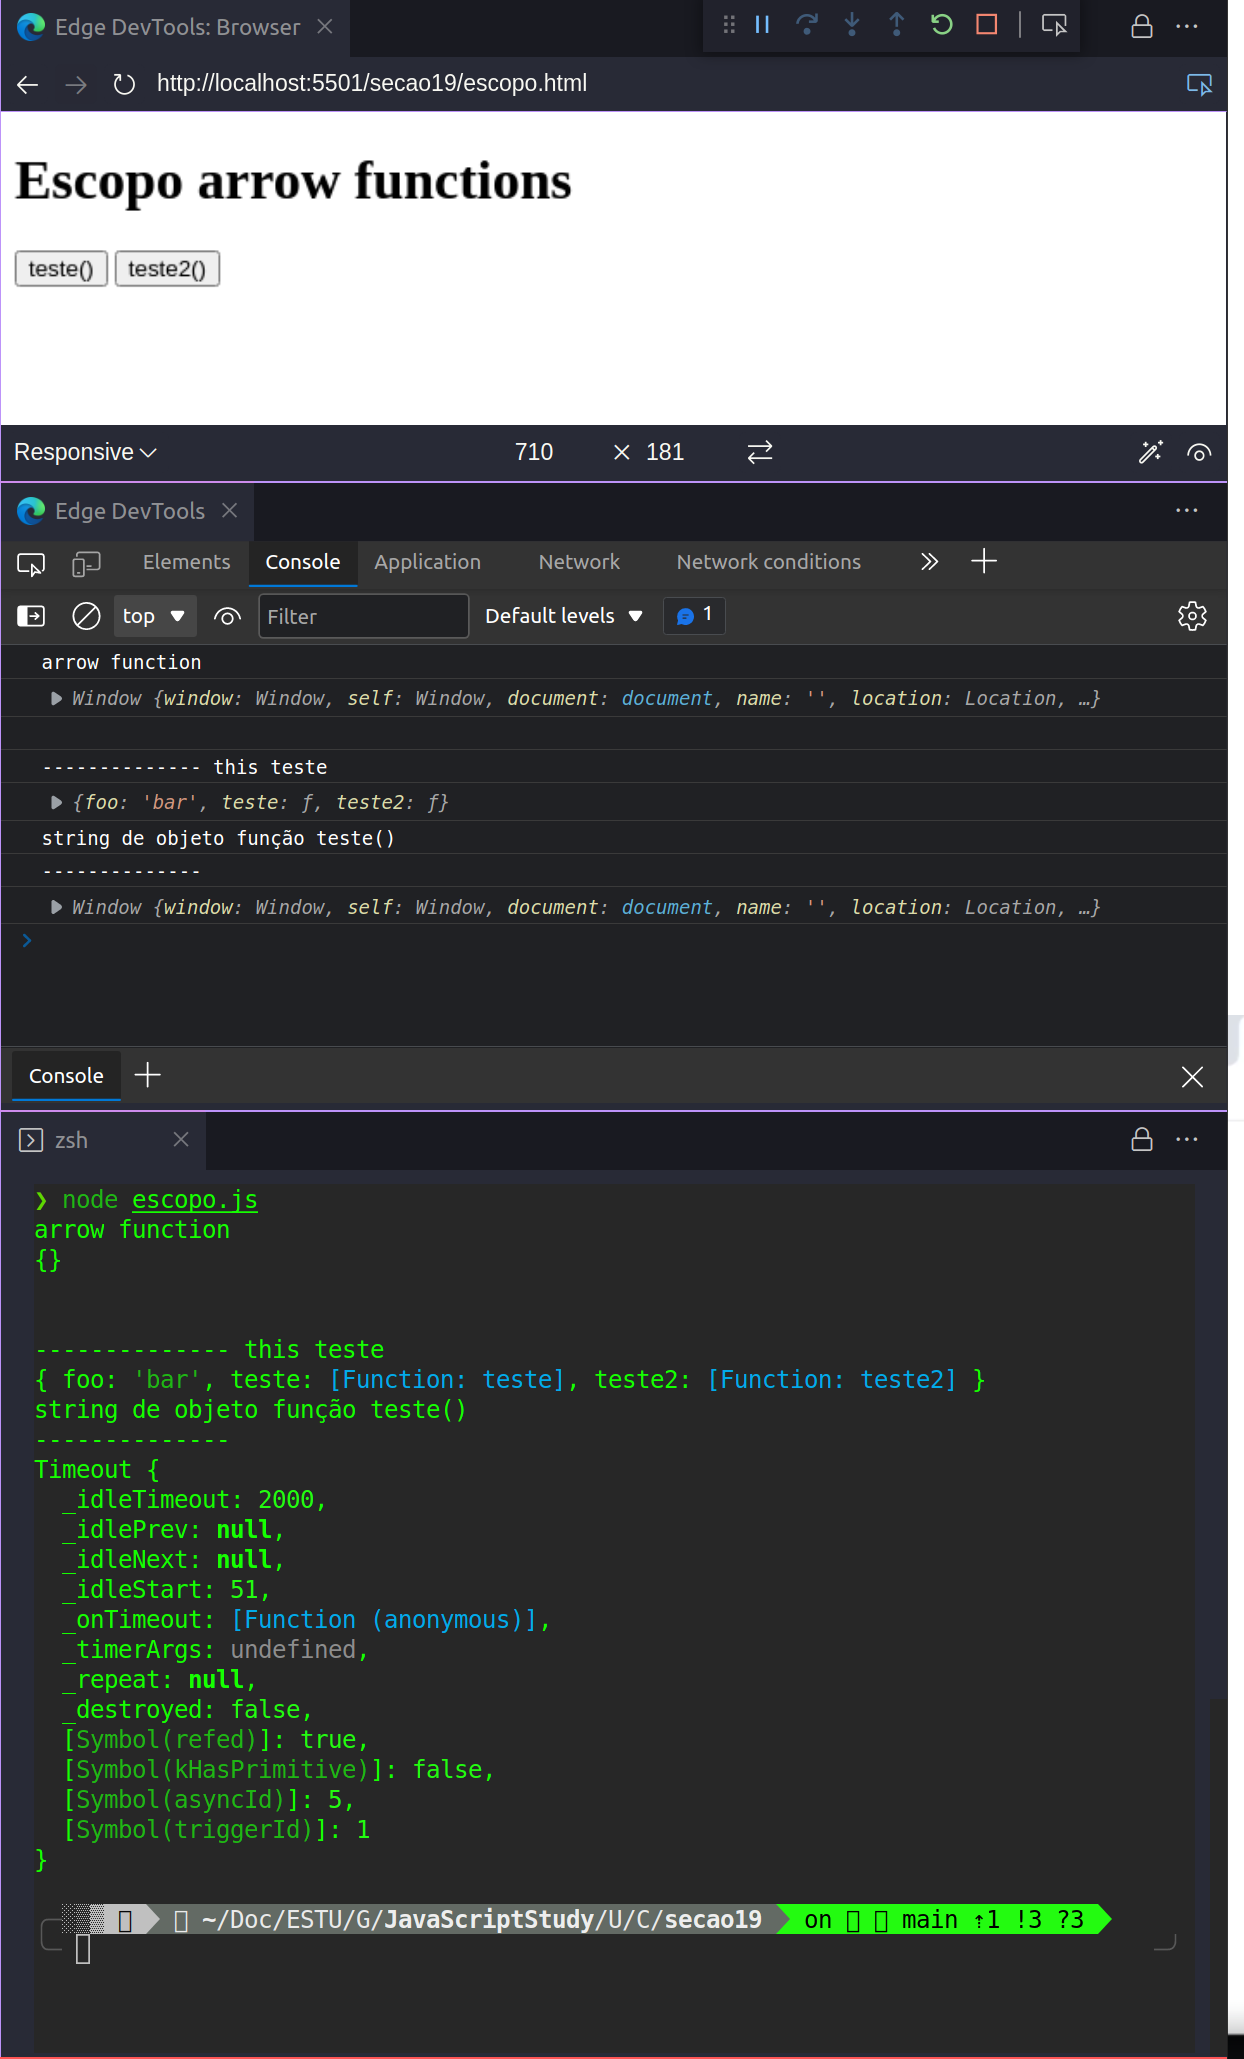 Edge DevTools: Browser
http://localhost:5501/secao19/escopo.html
Escopo arrow functions
teste() teste2()
Responsive 710 × 181
Edge DevTools
Elements Console Application Network Network conditions
top Filter Default levels 1
arrow function
Window {window: Window, self: Window, document: document, name: '', location: Location, …}
-------------- this teste
{foo: 'bar', teste: ƒ, teste2: ƒ}
string de objeto função teste()
--------------
Window {window: Window, self: Window, document: document, name: '', location: Location, …}
Console
zsh
❯ node escopo.js
arrow function
{}
-------------- this teste
{ foo: 'bar', teste: [Function: teste], teste2: [Function: teste2] }
string de objeto função teste()
--------------
Timeout {
_idleTimeout: 2000,
_idlePrev: null,
_idleNext: null,
_idleStart: 51,
_onTimeout: [Function (anonymous)],
_timerArgs: undefined,
_repeat: null,
_destroyed: false,
[Symbol(refed)]: true,
[Symbol(kHasPrimitive)]: false,
[Symbol(asyncId)]: 5,
[Symbol(triggerId)]: 1
}
~/Doc/ESTU/G/JavaScriptStudy/U/C/secao19 on main ⇡1 !3 ?3